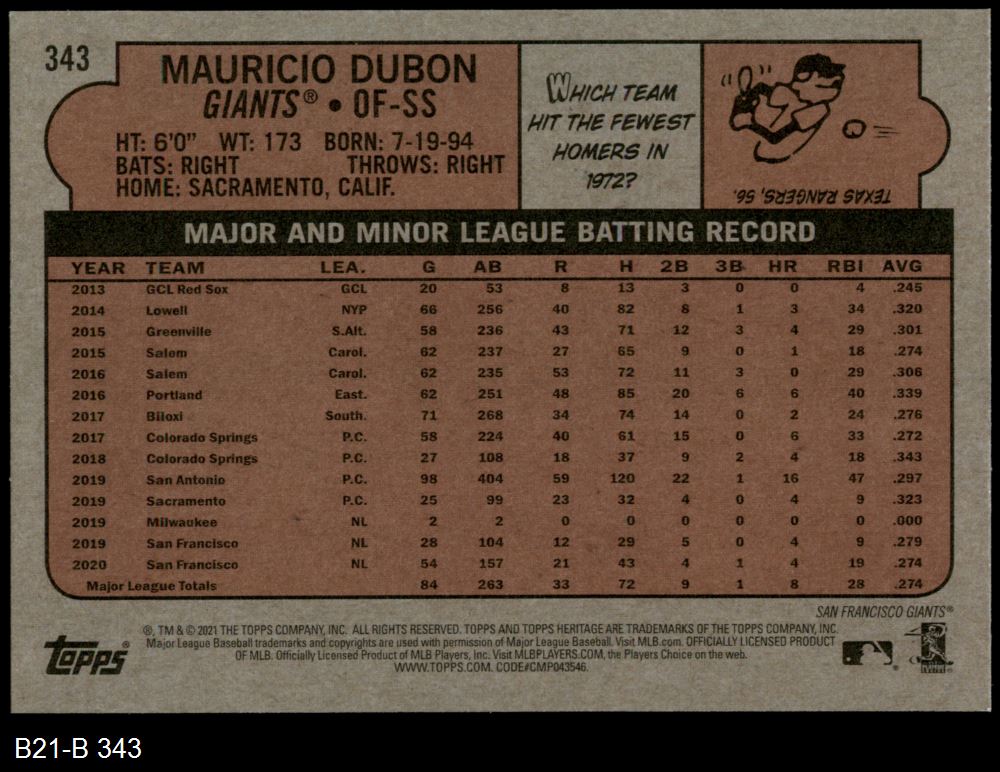 343
MAURICIO DUBON
GIANTS® • OF-SS
HT: 6'0" WT: 173 BORN: 7-19-94
BATS: RIGHT THROWS: RIGHT
HOME: SACRAMENTO, CALIF.
WHICH TEAM
HIT THE FEWEST
HOMERS IN
1972?
TEXAS RANGERS, 56.
MAJOR AND MINOR LEAGUE BATTING RECORD
YEAR TEAM LEA. G AB R H 2B 3B HR RBI AVG
2013 GCL Red Sox GCL 20 53 8 13 3 0 0 4 .245
2014 Lowell NYP 66 256 40 82 8 1 3 34 .320
2015 Greenville S.Atl. 58 236 43 71 12 3 4 29 .301
2015 Salem Carol. 62 237 27 65 9 0 1 18 .274
2016 Salem Carol. 62 235 53 72 11 3 0 29 .306
2016 Portland East. 62 251 48 85 20 6 6 40 .339
2017 Biloxi South. 71 268 34 74 14 0 2 24 .276
2017 Colorado Springs P.C. 58 224 40 61 15 0 6 33 .272
2018 Colorado Springs P.C. 27 108 18 37 9 2 4 18 .343
2019 San Antonio P.C. 98 404 59 120 22 1 16 47 .297
2019 Sacramento P.C. 25 99 23 32 4 0 4 9 .323
2019 Milwaukee NL 2 2 0 0 0 0 0 0 .000
2019 San Francisco NL 28 104 12 29 5 0 4 9 .279
2020 San Francisco NL 54 157 21 43 4 1 4 19 .274
Major League Totals 84 263 33 72 9 1 8 28 .274
SAN FRANCISCO GIANTS®
®, TM & © 2021 THE TOPPS COMPANY, INC. ALL RIGHTS RESERVED. TOPPS AND TOPPS HERITAGE ARE TRADEMARKS OF THE TOPPS COMPANY, INC.
Major League Baseball trademarks and copyrights are used with permission of Major League Baseball. Visit MLB.com. OFFICIALLY LICENSED PRODUCT
OF MLB. Officially Licensed Product of MLB Players, Inc. Visit MLBPLAYERS.COM, the Players Choice on the web.
WWW.TOPPS.COM. CODE#CMP043546.
TOPPS®
B21-B 343